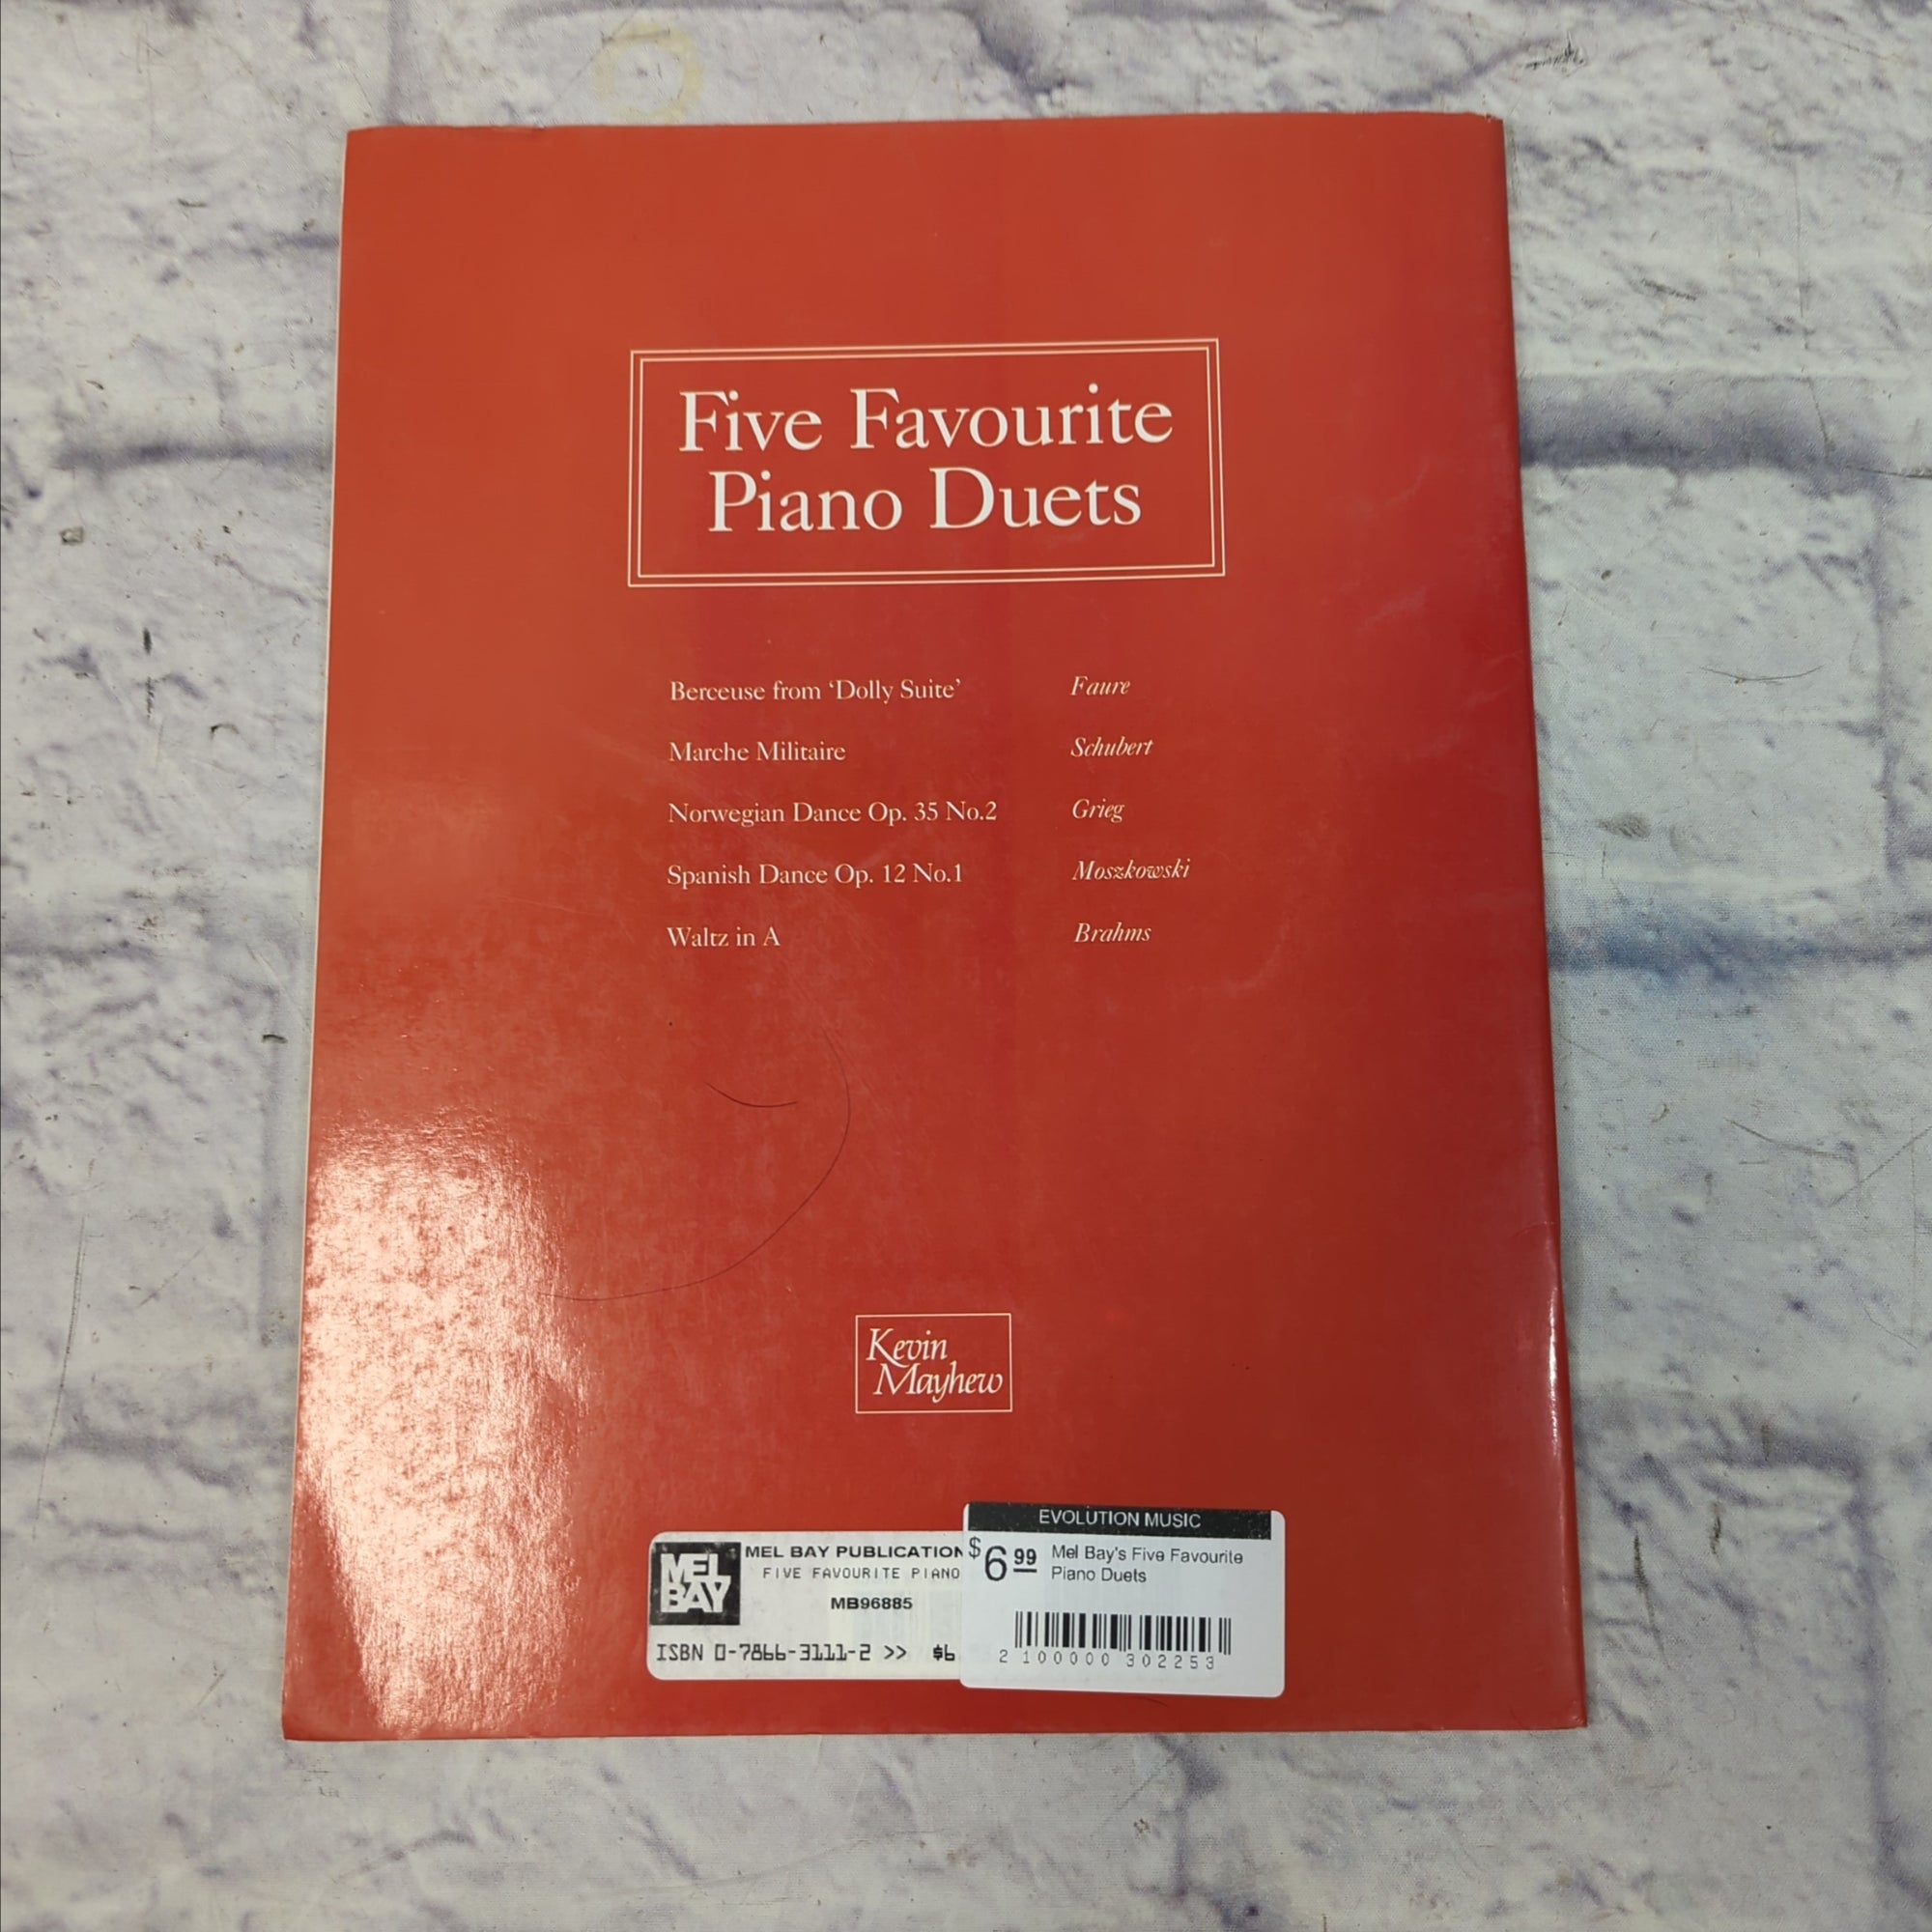 Five Favourite
Piano Duets
Berceuse from ‘Dolly Suite’ Faure
Marche Militaire Schubert
Norwegian Dance Op. 35 No.2 Grieg
Spanish Dance Op. 12 No.1 Moszkowski
Waltz in A Brahms
Kevin
Mayhew
MEL
BAY
MEL BAY PUBLICATION
FIVE FAVOURITE PIANO
MB96885
ISBN 0-7866-3111-2 >> $6
EVOLUTION MUSIC
$6 99
Mel Bay's Five Favourite
Piano Duets
2 100000 302253